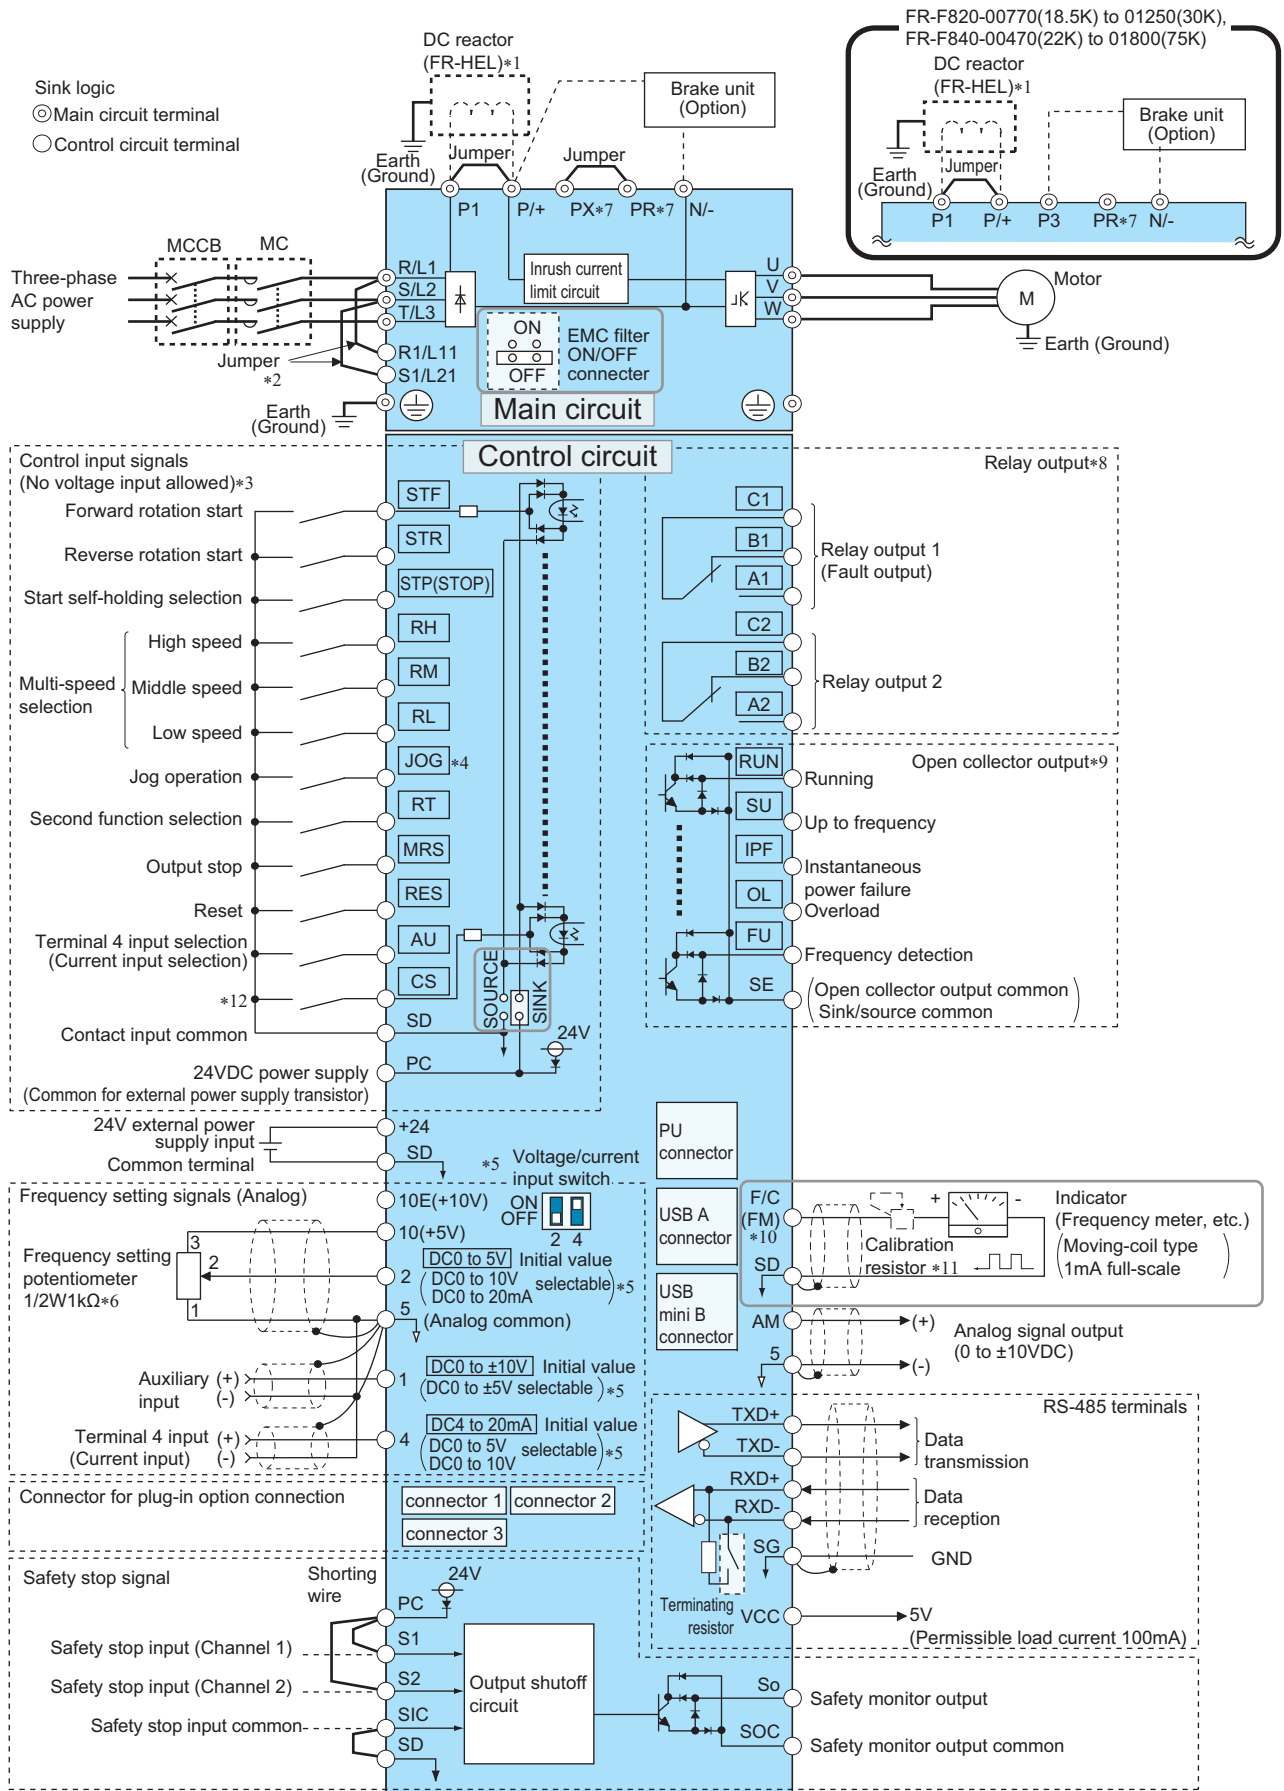 FR-F820-00770(18.5K) to 01250(30K),
FR-F840-00470(22K) to 01800(75K)
DC reactor
(FR-HEL)*1
Brake unit
(Option)
Earth
(Ground)
Jumper
P1
P/+
P3
PR*7
N/-
Sink logic
Main circuit terminal
Control circuit terminal
DC reactor
(FR-HEL)*1
Brake unit
(Option)
Earth
(Ground)
Jumper
Jumper
P1
P/+
PX*7
PR*7
N/-
MCCB
MC
Three-phase
AC power
supply
R/L1
S/L2
T/L3
R1/L11
S1/L21
Jumper
*2
Earth
(Ground)
Inrush current
limit circuit
ON
OFF
EMC filter
ON/OFF
connecter
Main circuit
U
V
W
Motor
M
Earth (Ground)
Control circuit
Control input signals
(No voltage input allowed)*3
Forward rotation start
STF
Reverse rotation start
STR
Start self-holding selection
STP(STOP)
Multi-speed
selection
High speed
RH
Middle speed
RM
Low speed
RL
Jog operation
JOG *4
Second function selection
RT
Output stop
MRS
Reset
RES
Terminal 4 input selection
(Current input selection)
AU
*12
CS
Contact input common
SD
24VDC power supply
(Common for external power supply transistor)
PC
SOURCE
SINK
24V
Relay output*8
C1
B1
A1
Relay output 1
(Fault output)
C2
B2
A2
Relay output 2
Open collector output*9
RUN
Running
SU
Up to frequency
IPF
Instantaneous
power failure
OL
Overload
FU
Frequency detection
SE
(Open collector output common
Sink/source common)
24V external power
supply input
+24
Common terminal
SD
PU
connector
USB A
connector
USB
mini B
connector
Frequency setting signals (Analog)
*5 Voltage/current
input switch
ON
OFF
2 4
10E(+10V)
10(+5V)
Frequency setting
potentiometer
1/2W1kΩ*6
3
2
1
2
DC0 to 5V Initial value
(DC0 to 10V
DC0 to 20mA selectable)*5
5
(Analog common)
Auxiliary
input
(+)
(-)
1
DC0 to ±10V Initial value
(DC0 to ±5V selectable)*5
Terminal 4 input
(Current input)
(+)
(-)
4
DC4 to 20mA Initial value
(DC0 to 5V
DC0 to 10V selectable)*5
F/C
(FM)
*10
SD
+
-
Calibration
resistor *11
Indicator
(Frequency meter, etc.)
(Moving-coil type
1mA full-scale)
AM
(+)
5
(-)
Analog signal output
(0 to ±10VDC)
RS-485 terminals
TXD+
TXD-
Data
transmission
RXD+
RXD-
Data
reception
SG
GND
Terminating
resistor
VCC
5V
(Permissible load current 100mA)
Connector for plug-in option connection
connector 1
connector 2
connector 3
Safety stop signal
Shorting
wire
24V
PC
Safety stop input (Channel 1)
S1
Safety stop input (Channel 2)
S2
Safety stop input common
SIC
SD
Output shutoff
circuit
So
Safety monitor output
SOC
Safety monitor output common